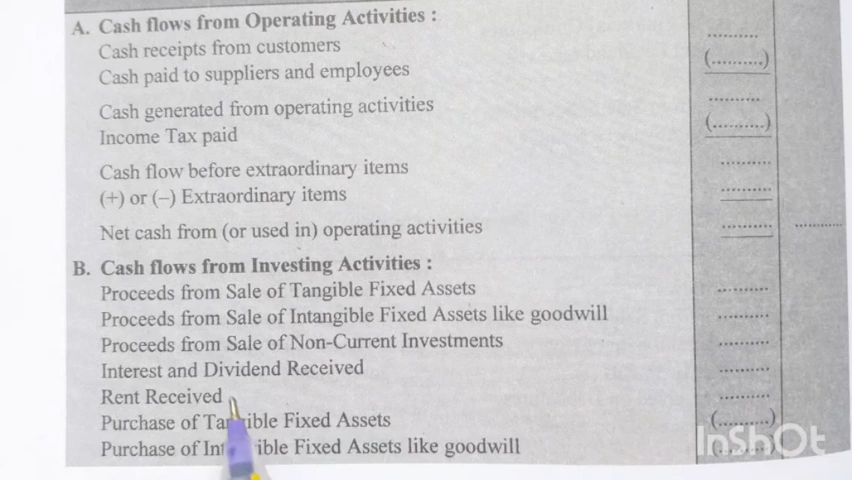 A. Cash flows from Operating Activities :
Cash receipts from customers ..........
Cash paid to suppliers and employees (..........)
Cash generated from operating activities ..........
Income Tax paid (..........)
Cash flow before extraordinary items ..........
(+) or (–) Extraordinary items ..........
Net cash from (or used in) operating activities .......... ..........
B. Cash flows from Investing Activities :
Proceeds from Sale of Tangible Fixed Assets ..........
Proceeds from Sale of Intangible Fixed Assets like goodwill ..........
Proceeds from Sale of Non-Current Investments ..........
Interest and Dividend Received ..........
Rent Received ..........
Purchase of Tangible Fixed Assets (..........)
Purchase of Intangible Fixed Assets like goodwill (..........)
InShOt